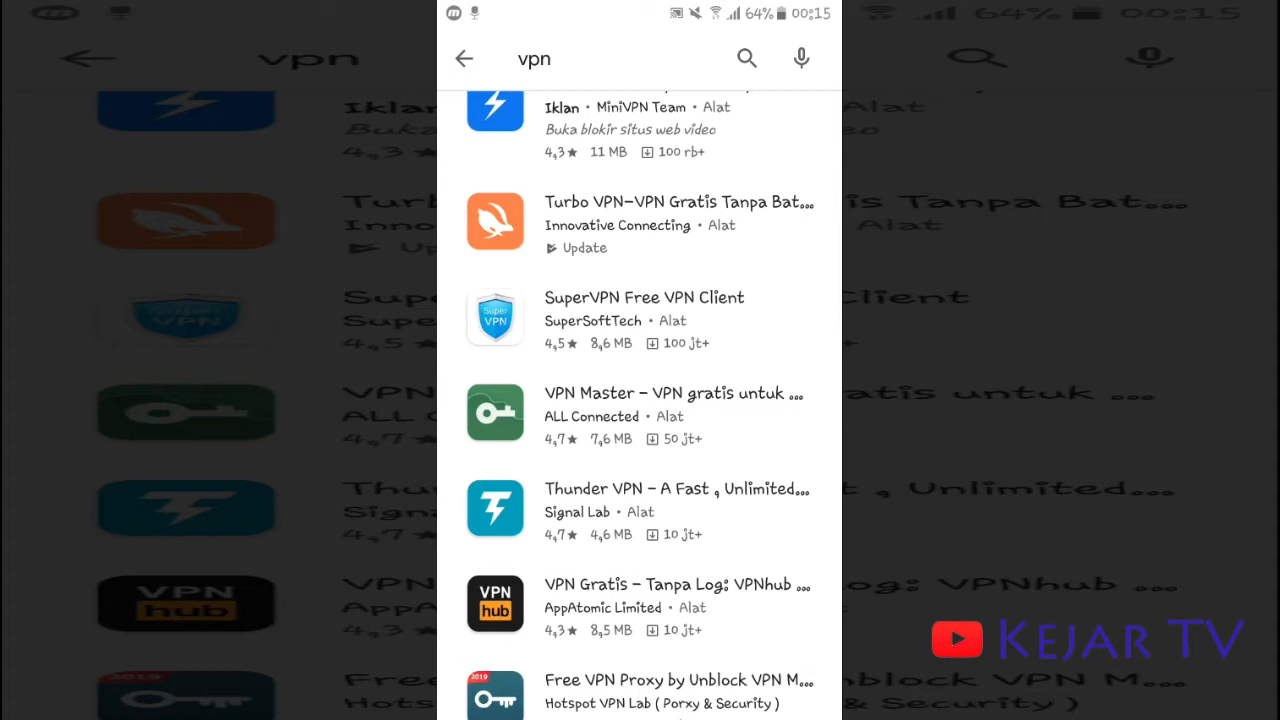 64% 00:15
vpn
Iklan • MiniVPN Team • Alat
Buka blokir situs web video
4,3★ 11 MB 100 rb+
Turbo VPN-VPN Gratis Tanpa Bat...
Innovative Connecting • Alat
Update
SuperVPN Free VPN Client
Super VPN
SuperSoftTech • Alat
4,5★ 8,6 MB 100 jt+
VPN Master - VPN gratis untuk ...
ALL Connected • Alat
4,7★ 7,6 MB 50 jt+
Thunder VPN - A Fast , Unlimited...
Signal Lab • Alat
4,7★ 4,6 MB 10 jt+
VPN Gratis - Tanpa Log: VPNhub ...
VPN
hub
AppAtomic Limited • Alat
4,3★ 8,5 MB 10 jt+
KEJAR TV
2019
Free VPN Proxy by Unblock VPN M...
Hotspot VPN Lab ( Porxy & Security )